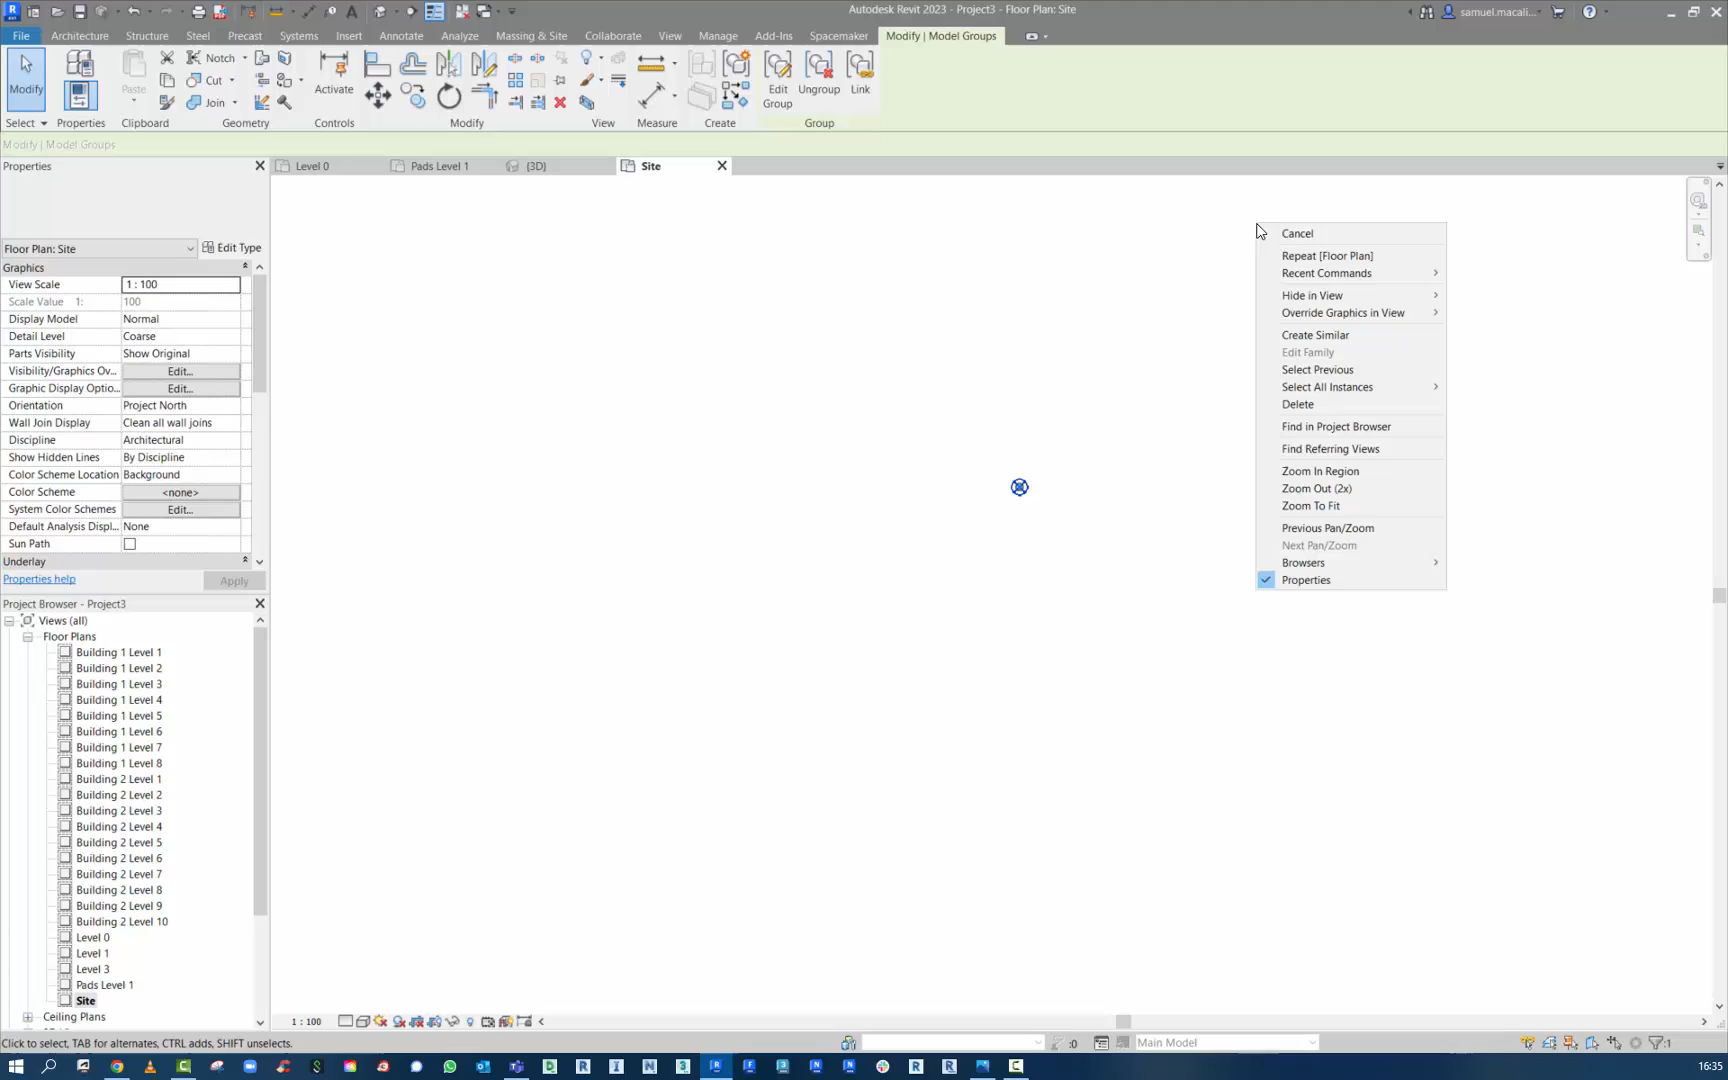 Autodesk Revit 2023 - Project3 - Floor Plan: Site
samuel.macali...
File Architecture Structure Steel Precast Systems Insert Annotate Analyze Massing & Site Collaborate View Manage Add-Ins Spacemaker Modify | Model Groups
Modify
Paste
Notch
Cut
Join
Activate
Edit Group
Ungroup
Link
Select Properties Clipboard Geometry Controls Modify View Measure Create Group
Modify | Model Groups
Properties
Level 0 Pads Level 1 {3D} Site
Floor Plan: Site Edit Type
Graphics
View Scale 1 : 100
Scale Value 1: 100
Display Model Normal
Detail Level Coarse
Parts Visibility Show Original
Visibility/Graphics Ov... Edit...
Graphic Display Optio... Edit...
Orientation Project North
Wall Join Display Clean all wall joins
Discipline Architectural
Show Hidden Lines By Discipline
Color Scheme Location Background
Color Scheme <none>
System Color Schemes Edit...
Default Analysis Displ... None
Sun Path
Underlay
Properties help Apply
Project Browser - Project3
Views (all)
Floor Plans
Building 1 Level 1
Building 1 Level 2
Building 1 Level 3
Building 1 Level 4
Building 1 Level 5
Building 1 Level 6
Building 1 Level 7
Building 1 Level 8
Building 2 Level 1
Building 2 Level 2
Building 2 Level 3
Building 2 Level 4
Building 2 Level 5
Building 2 Level 6
Building 2 Level 7
Building 2 Level 8
Building 2 Level 9
Building 2 Level 10
Level 0
Level 1
Level 3
Pads Level 1
Site
Ceiling Plans
Cancel
Repeat [Floor Plan]
Recent Commands
Hide in View
Override Graphics in View
Create Similar
Edit Family
Select Previous
Select All Instances
Delete
Find in Project Browser
Find Referring Views
Zoom In Region
Zoom Out (2x)
Zoom To Fit
Previous Pan/Zoom
Next Pan/Zoom
Browsers
Properties
1 : 100
Click to select, TAB for alternates, CTRL adds, SHIFT unselects.
:0
Main Model
:1
16:35